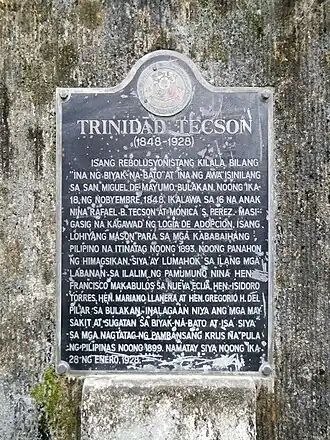 TRINIDAD TECSON
(1848-1928)
ISANG REBOLUSYONISTANG KILALA BILANG
"INA NG BIYAK-NA-BATO" AT "INA NG AWA". ISINILANG
SA SAN MIGUEL DE MAYUMO, BULAKAN, NOONG IKA-
18, NG NOBYEMBRE, 1848. IKALAWA SA 16 NA ANAK
NINA RAFAEL B. TECSON AT MONICA S. PEREZ. MASI-
GASIG NA KAGAWAD NG LOGIA DE ADOPCION, ISANG
LOHIYANG MASON PARA SA MGA KABABAIHANG
PILIPINO NA ITINATAG NOONG 1893. NOONG PANAHON
NG HIMAGSIKAN, SIYA AY LUMAHOK SA ILANG MGA
LABANAN SA ILALIM NG PAMUMUNO NINA HEN.
FRANCISCO MAKABULOS SA NUEVA ECIJA, HEN. ISIDORO
TORRES, HEN. MARIANO LLANERA AT HEN. GREGORIO H. DEL
PILAR SA BULAKAN. INALAGAAN NIYA ANG MGA MAY
SAKIT AT SUGATAN SA BIYAK-NA-BATO AT ISA SIYA
SA MGA NAGTATAG NG PAMBANSANG KRUS NA PULA
NG PILIPINAS NOONG 1899. NAMATAY SIYA NOONG IKA-
28 NG ENERO, 1928.